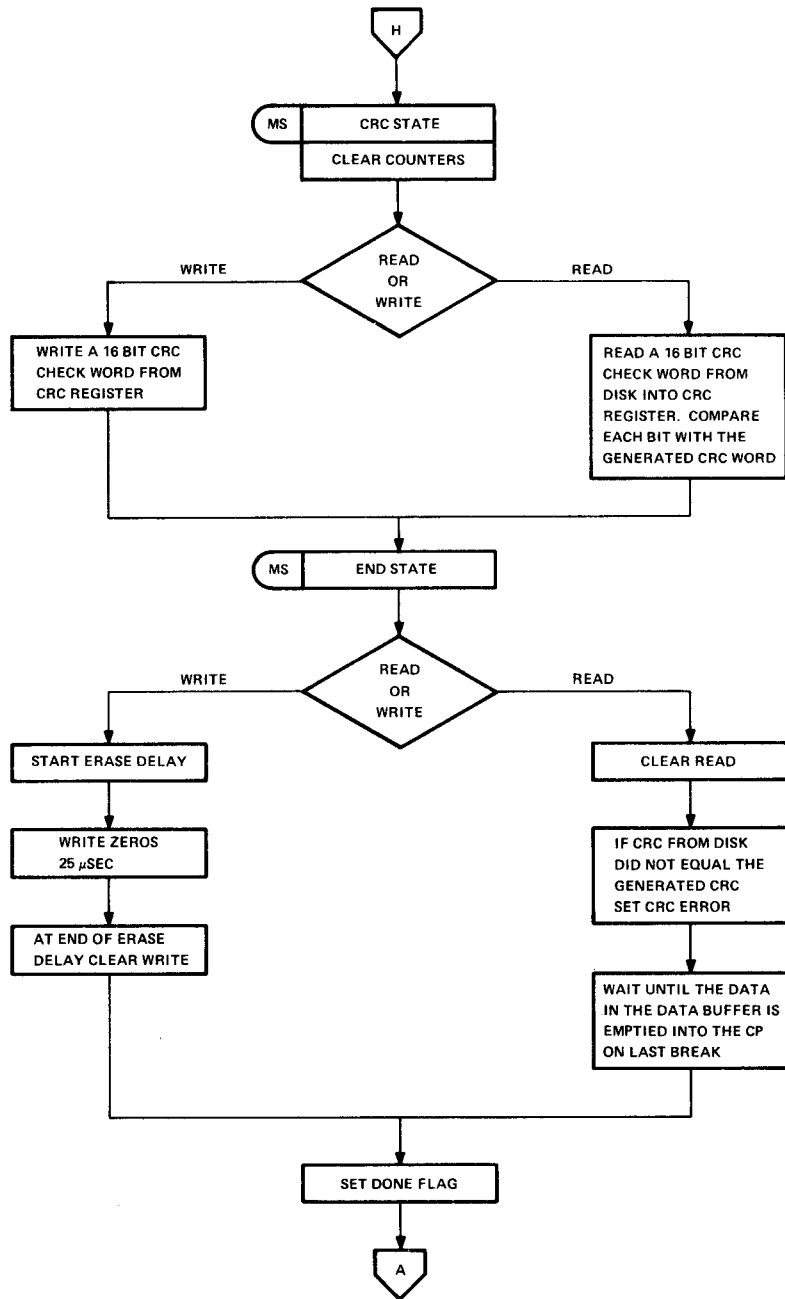 H
MS
CRC STATE
CLEAR COUNTERS
READ
OR
WRITE
WRITE
READ
WRITE A 16 BIT CRC
CHECK WORD FROM
CRC REGISTER
READ A 16 BIT CRC
CHECK WORD FROM
DISK INTO CRC
REGISTER. COMPARE
EACH BIT WITH THE
GENERATED CRC WORD
MS
END STATE
READ
OR
WRITE
WRITE
READ
START ERASE DELAY
WRITE ZEROS
25 μSEC
AT END OF ERASE
DELAY CLEAR WRITE
CLEAR READ
IF CRC FROM DISK
DID NOT EQUAL THE
GENERATED CRC
SET CRC ERROR
WAIT UNTIL THE DATA
IN THE DATA BUFFER IS
EMPTIED INTO THE CP
ON LAST BREAK
SET DONE FLAG
A